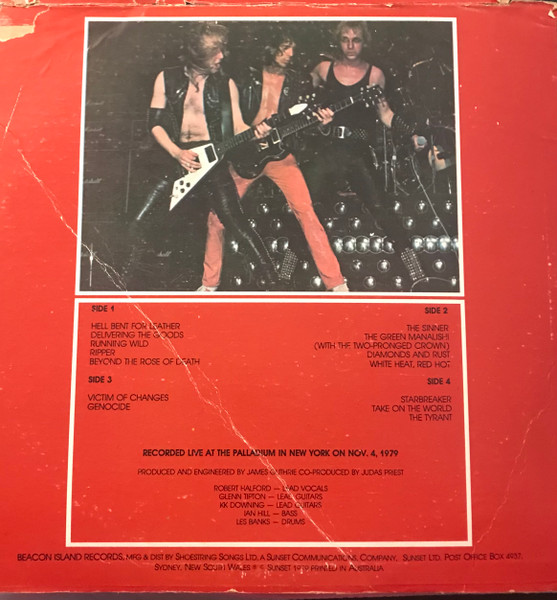 SIDE 1
HELL BENT FOR LEATHER
DELIVERING THE GOODS
RUNNING WILD
RIPPER
BEYOND THE ROSE OF DEATH
SIDE 2
THE SINNER
THE GREEN MANALISHI
(WITH THE TWO-PRONGED CROWN)
DIAMONDS AND RUST
WHITE HEAT, RED HOT
SIDE 3
VICTIM OF CHANGES
GENOCIDE
SIDE 4
STARBREAKER
TAKE ON THE WORLD
THE TYRANT
RECORDED LIVE AT THE PALLADIUM IN NEW YORK ON NOV. 4, 1979
PRODUCED AND ENGINEERED BY JAMES GUTHRIE CO-PRODUCED BY JUDAS PRIEST
ROBERT HALFORD — LEAD VOCALS
GLENN TIPTON — LEAD GUITARS
KK DOWNING — LEAD GUITARS
IAN HILL — BASS
LES BANKS — DRUMS
BEACON ISLAND RECORDS, MFG & DIST BY SHOESTRING SONGS LTD. A SUNSET COMMUNICATIONS, COMPANY, SUNSET LTD. POST OFFICE BOX 4937,
SYDNEY, NEW SOUTH WALES SUNSET 1979 PRINTED IN AUSTRALIA